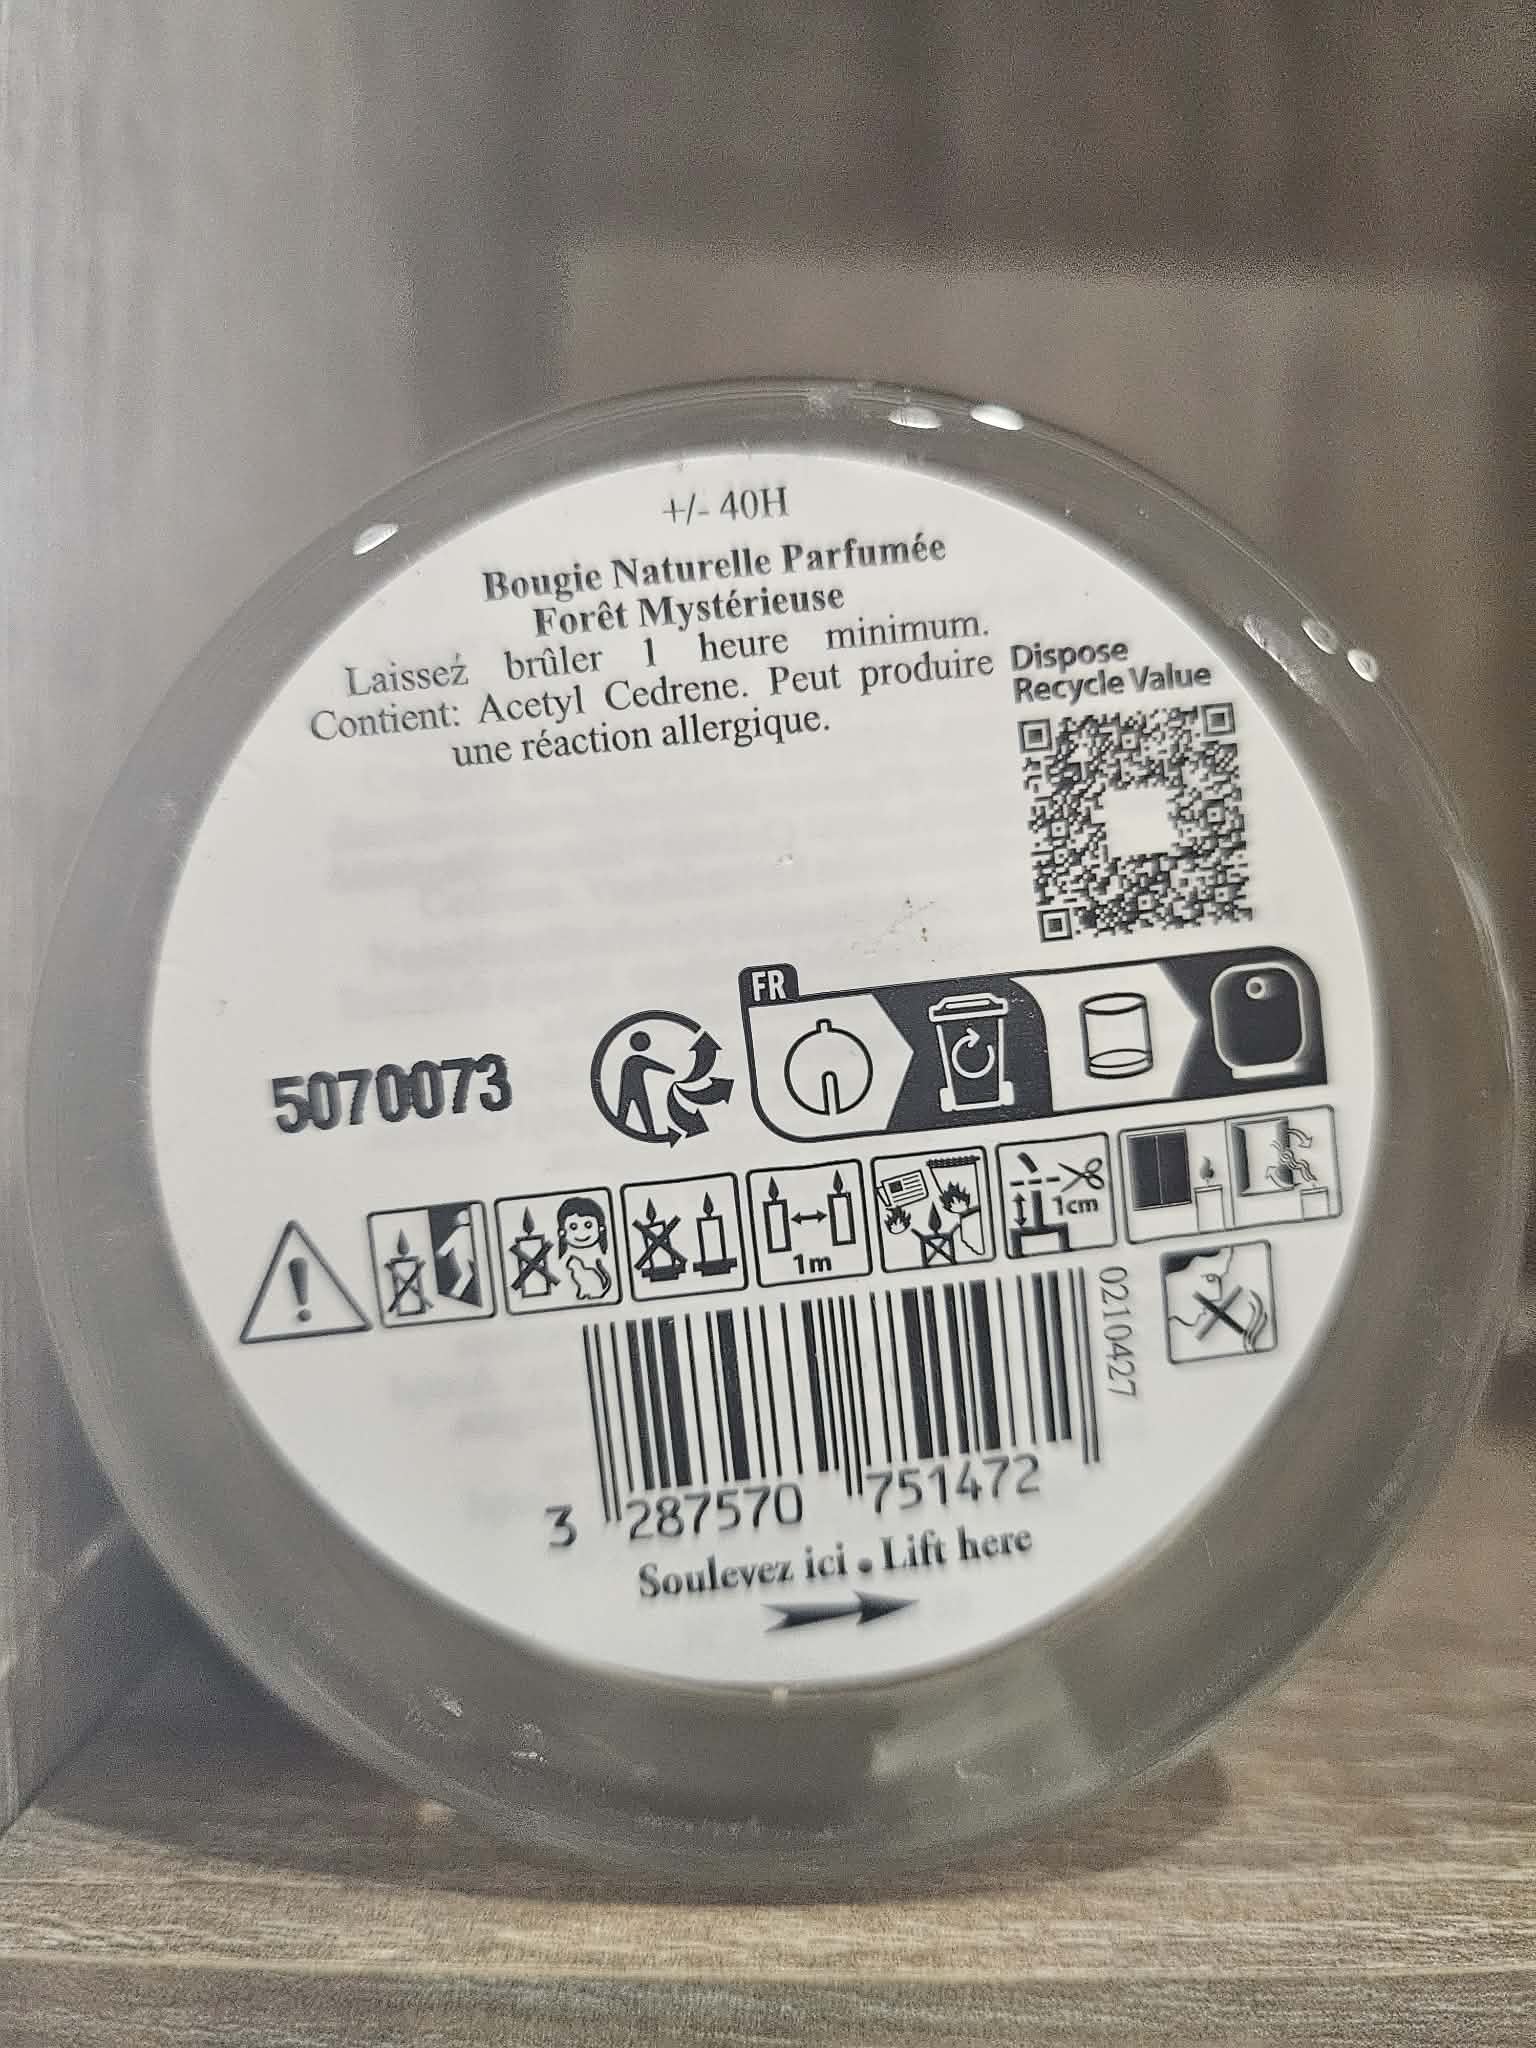 +/- 40H
Bougie Naturelle Parfumée
Forêt Mystérieuse
Laissez brûler 1 heure minimum.
Contient: Acetyl Cedrene. Peut produire
une réaction allergique.
Dispose
Recycle Value
FR
5070073
1m
1cm
0210427
3 287570 751472
Soulevez ici . Lift here